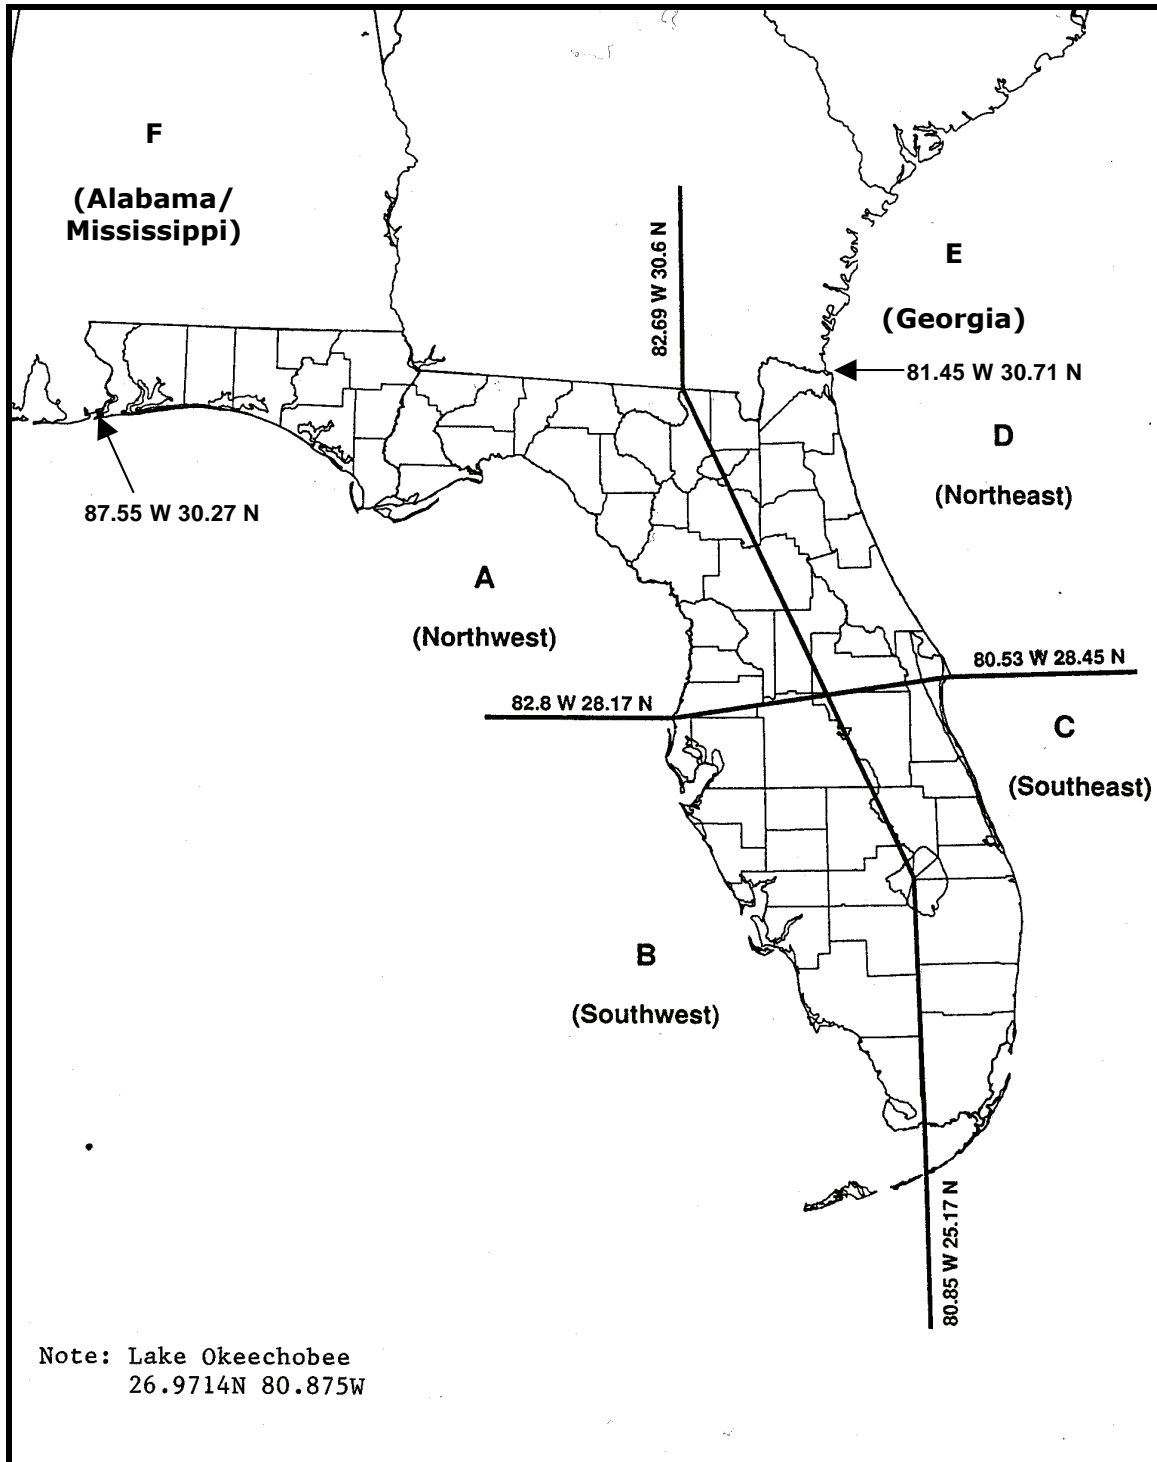 F
(Alabama/
Mississippi)
82.69 W 30.6 N
E
(Georgia)
81.45 W 30.71 N
D
(Northeast)
87.55 W 30.27 N
A
(Northwest)
80.53 W 28.45 N
82.8 W 28.17 N
C
(Southeast)
B
(Southwest)
80.85 W 25.17 N
Note: Lake Okeechobee
26.9714N 80.875W